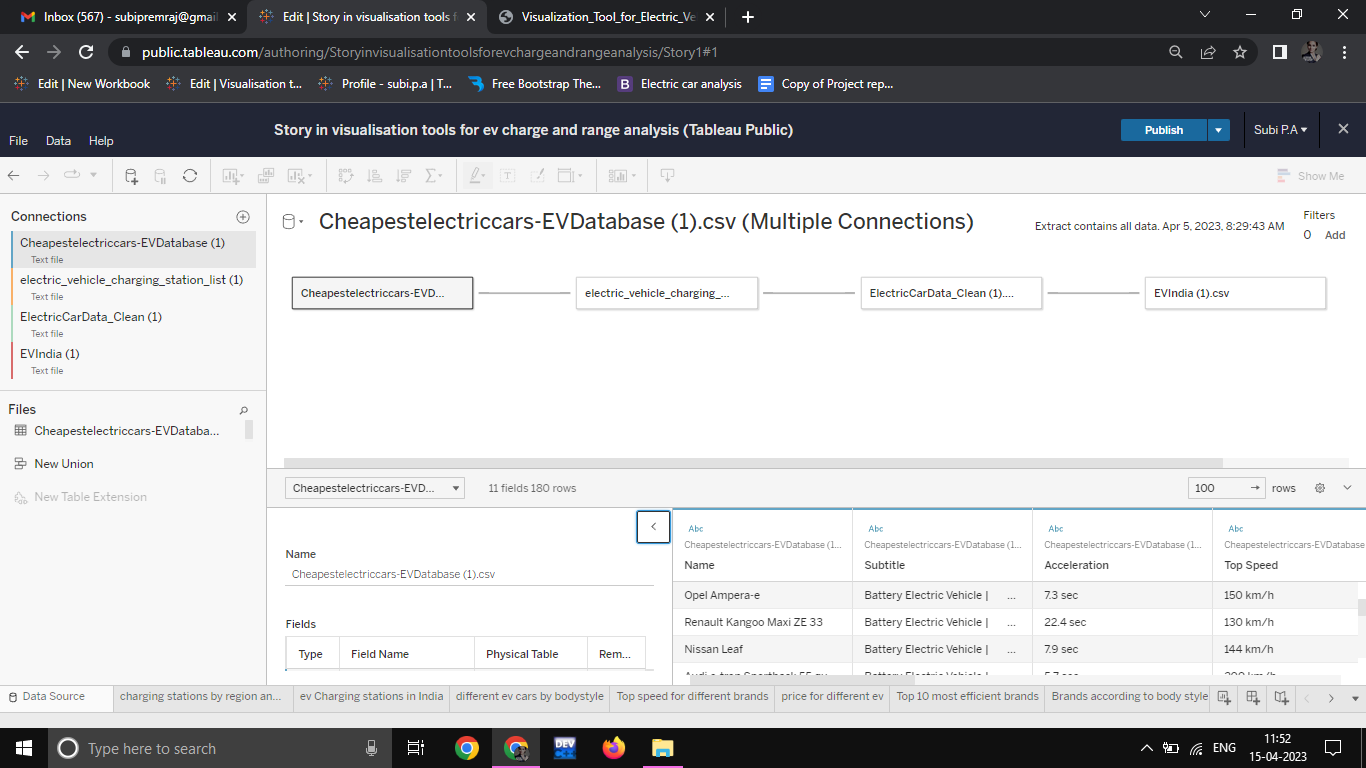 Inbox (567) - subipremraj@gmail
Edit | Story in visualisation tools f
Visualization_Tool_for_Electric_Ve
public.tableau.com/authoring/Storyinvisualisationtoolsforevchargeandrangeanalysis/Story1#1
Edit | New Workbook
Edit | Visualisation t...
Profile - subi.p.a | T...
Free Bootstrap The...
B Electric car analysis
Copy of Project rep...
File Data Help
Story in visualisation tools for ev charge and range analysis (Tableau Public)
Publish
Subi P.A
Show Me
Connections
Cheapestelectriccars-EVDatabase (1)
Text file
electric_vehicle_charging_station_list (1)
Text file
ElectricCarData_Clean (1)
Text file
EVIndia (1)
Text file
Files
Cheapestelectriccars-EVDataba...
New Union
New Table Extension
Cheapestelectriccars-EVDatabase (1).csv (Multiple Connections)
Extract contains all data. Apr 5, 2023, 8:29:43 AM
Filters
0 Add
Cheapestelectriccars-EVD...
electric_vehicle_charging_...
ElectricCarData_Clean (1)....
EVIndia (1).csv
Cheapestelectriccars-EVD...
11 fields 180 rows
100 → rows
Name
Cheapestelectriccars-EVDatabase (1).csv
Fields
Type Field Name Physical Table Rem...
Abc Abc Abc Abc
Cheapestelectriccars-EVDatabase (1... Cheapestelectriccars-EVDatabase (1... Cheapestelectriccars-EVDatabase (1... Cheapestelectriccars-EVDatabase
Name Subtitle Acceleration Top Speed
Opel Ampera-e Battery Electric Vehicle | ... 7.3 sec 150 km/h
Renault Kangoo Maxi ZE 33 Battery Electric Vehicle | ... 22.4 sec 130 km/h
Nissan Leaf Battery Electric Vehicle | ... 7.9 sec 144 km/h
Data Source
charging stations by region an...
ev Charging stations in India
different ev cars by bodystyle
Top speed for different brands
price for different ev
Top 10 most efficient brands
Brands according to body style
Type here to search
DEV
ENG
11:52
15-04-2023